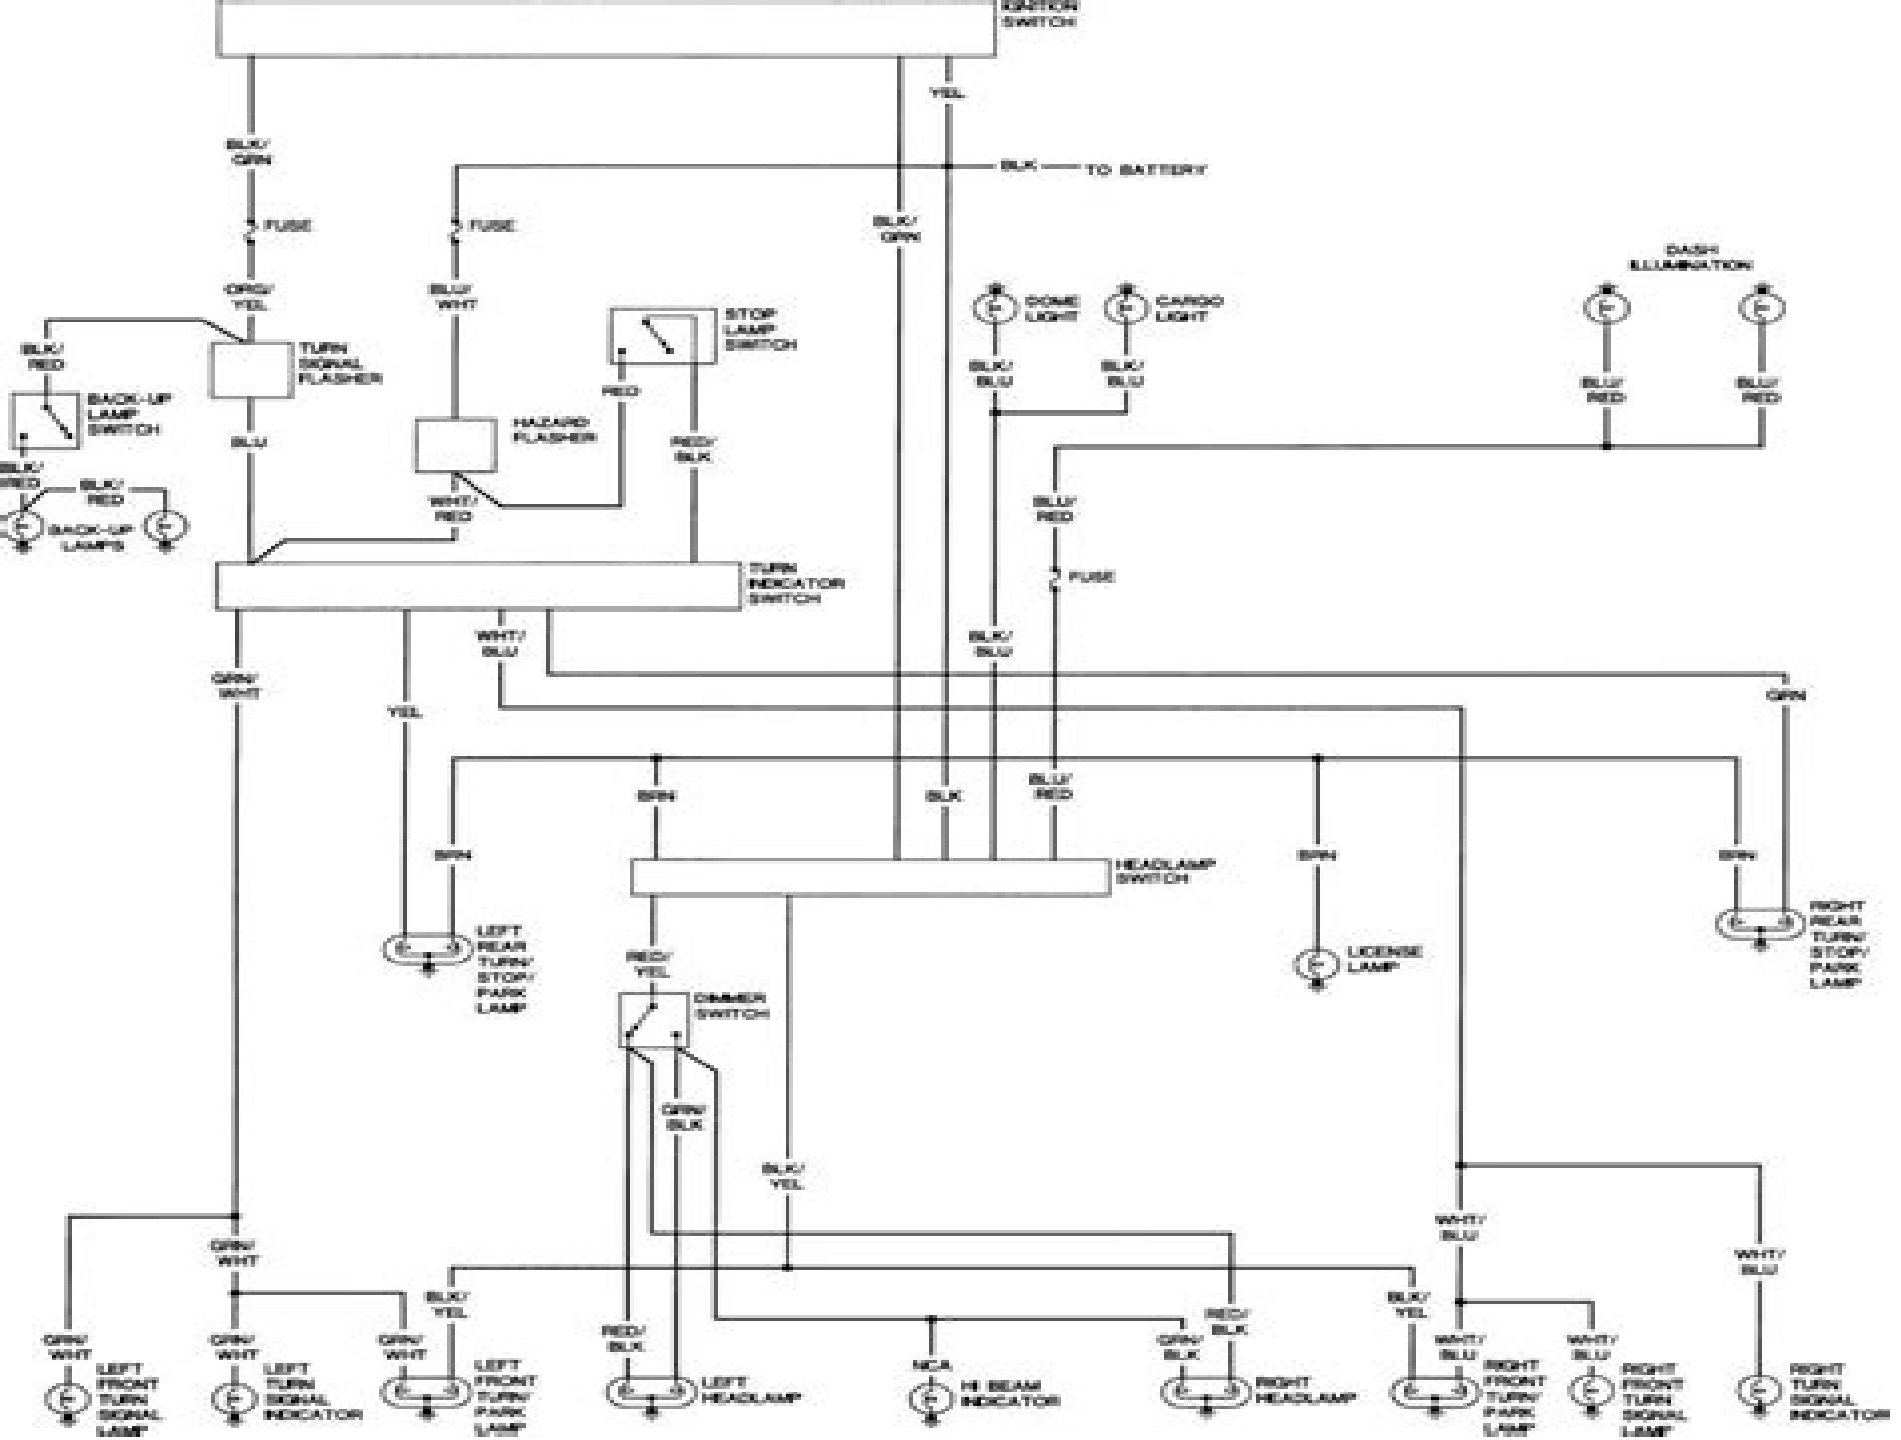 IGNITION
SWITCH
YEL
BLK/
GRN
BLK
TO BATTERY
FUSE
FUSE
BLK/
GRN
DASH
ILLUMINATION
ORG/
YEL
BLU/
WHT
DOME
LIGHT
CARGO
LIGHT
STOP
LAMP
SWITCH
BLK/
RED
TURN
SIGNAL
FLASHER
RED
BLK/
BLU
BLK/
BLU
BLU/
RED
BLU/
RED
BACK-UP
LAMP
SWITCH
BLU
HAZARD
FLASHER
RED/
BLK
BLK/
RED
BLK/
RED
WHT/
RED
BLU/
RED
BACK-UP
LAMPS
TURN
INDICATOR
SWITCH
FUSE
WHT/
BLU
BLK/
BLU
GRN/
WHT
YEL
GRN
BRN
BLK
BLU/
RED
BRN
BRN
BRN
HEADLAMP
SWITCH
LEFT
REAR
TURN/
STOP/
PARK
LAMP
RED/
YEL
LICENSE
LAMP
RIGHT
REAR
TURN/
STOP/
PARK
LAMP
DIMMER
SWITCH
GRN/
BLK
BLK/
YEL
GRN/
WHT
WHT/
BLU
WHT/
BLU
BLK/
YEL
BLK/
YEL
GRN/
WHT
GRN/
WHT
GRN/
WHT
RED/
BLK
NCA
GRN/
BLK
RED/
BLK
WHT/
BLU
WHT/
BLU
LEFT
FRONT
TURN
SIGNAL
LAMP
LEFT
TURN
SIGNAL
INDICATOR
LEFT
FRONT
TURN/
PARK
LAMP
LEFT
HEADLAMP
HI BEAM
INDICATOR
RIGHT
HEADLAMP
RIGHT
FRONT
TURN/
PARK
LAMP
RIGHT
FRONT
TURN
SIGNAL
LAMP
RIGHT
TURN
SIGNAL
INDICATOR